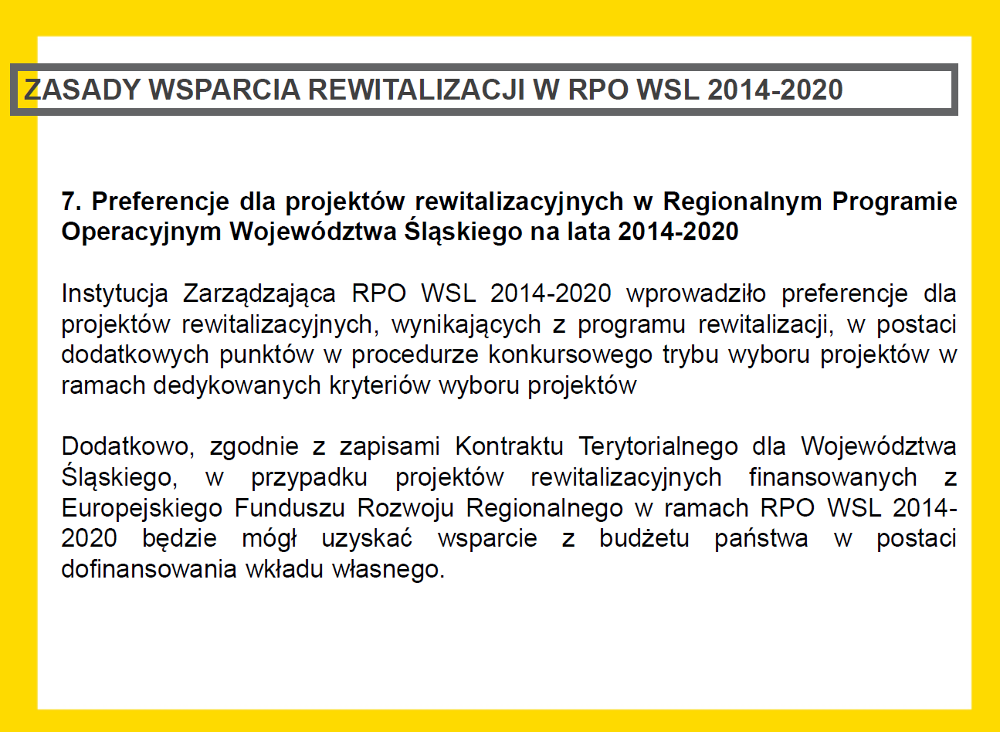 ZASADY WSPARCIA REWITALIZACJI W RPO WSL 2014-2020
7. Preferencje dla projektów rewitalizacyjnych w Regionalnym Programie
Operacyjnym Województwa Śląskiego na lata 2014-2020
Instytucja Zarządzająca RPO WSL 2014-2020 wprowadziło preferencje dla
projektów rewitalizacyjnych, wynikających z programu rewitalizacji, w postaci
dodatkowych punktów w procedurze konkursowego trybu wyboru projektów w
ramach dedykowanych kryteriów wyboru projektów
Dodatkowo, zgodnie z zapisami Kontraktu Terytorialnego dla Województwa
Śląskiego, w przypadku projektów rewitalizacyjnych finansowanych z
Europejskiego Funduszu Rozwoju Regionalnego w ramach RPO WSL 2014-
2020 będzie mógł uzyskać wsparcie z budżetu państwa w postaci
dofinansowania wkładu własnego.